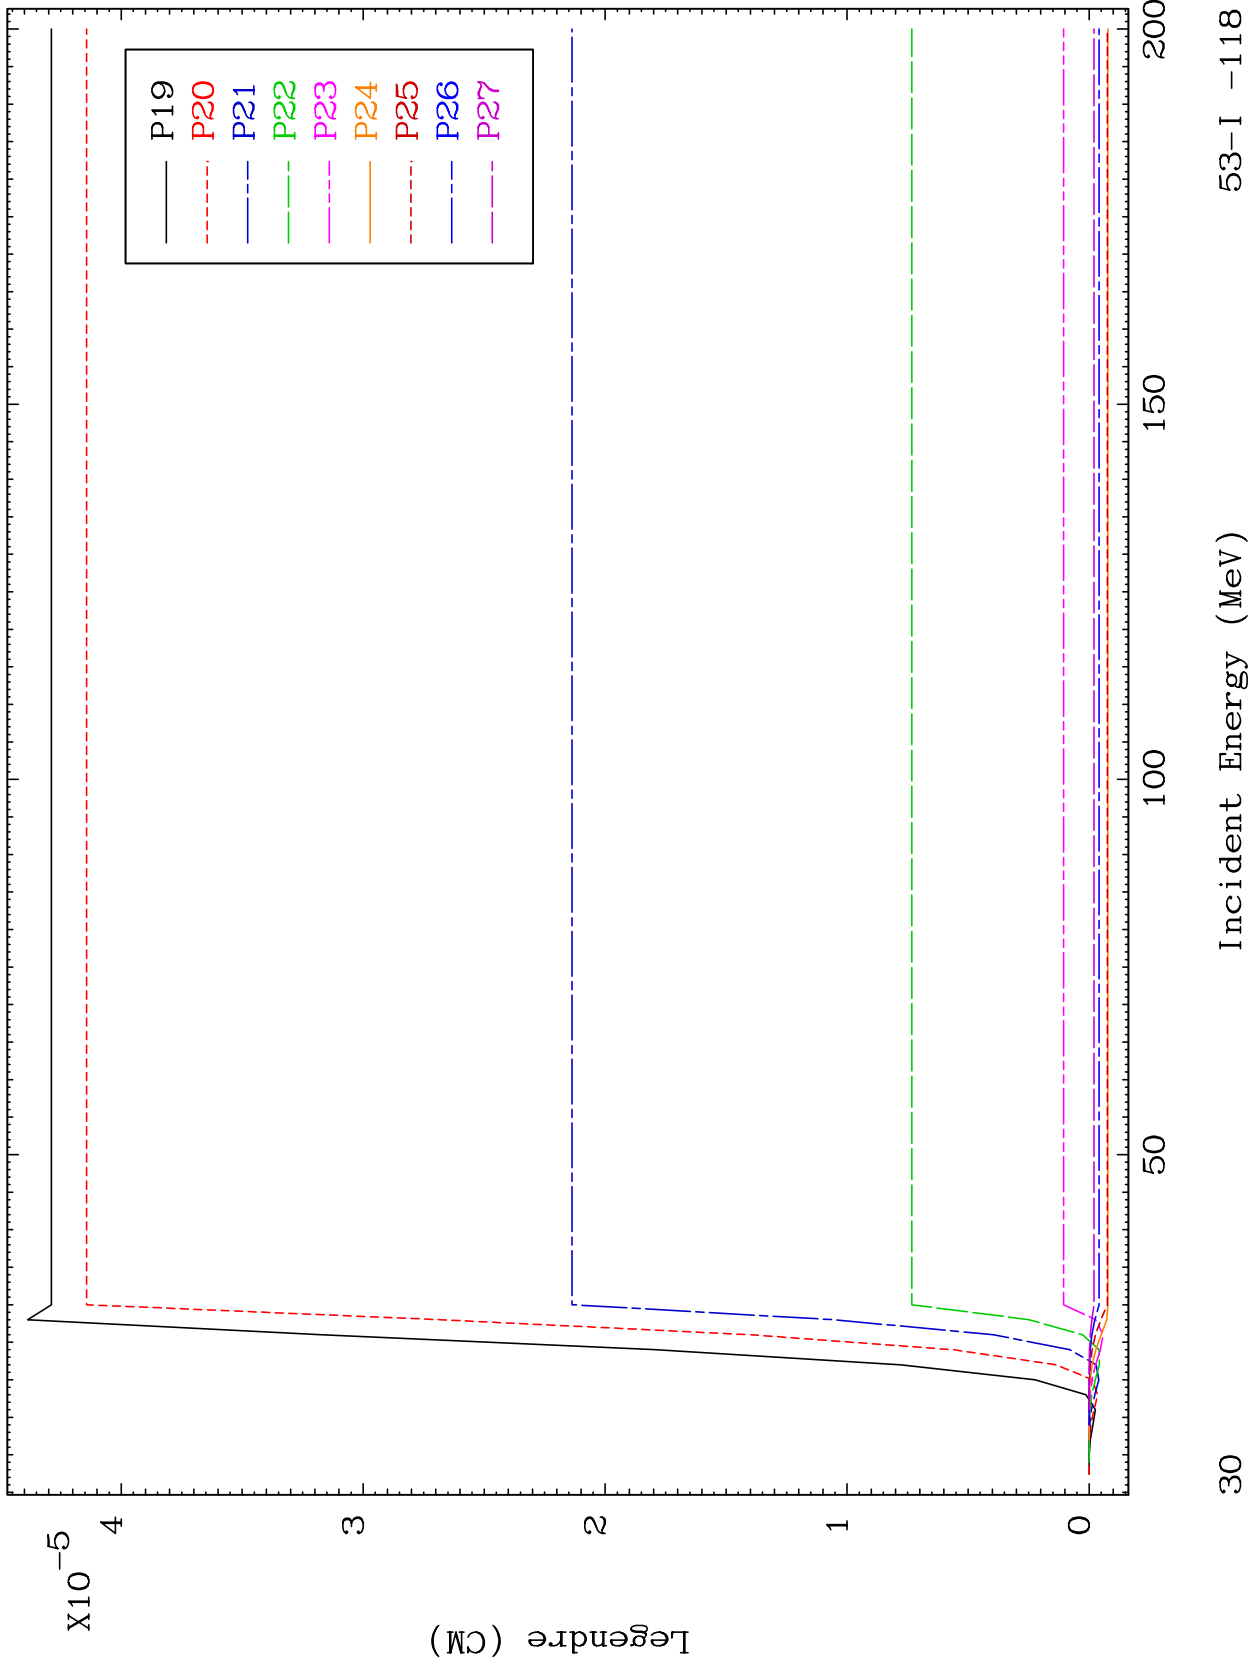 X10-5
4
3
2
1
0
Legendre (CM)
P19
P20
P21
P22
P23
P24
P25
P26
P27
50
100
150
200
30
Incident Energy (MeV)
53-I -118